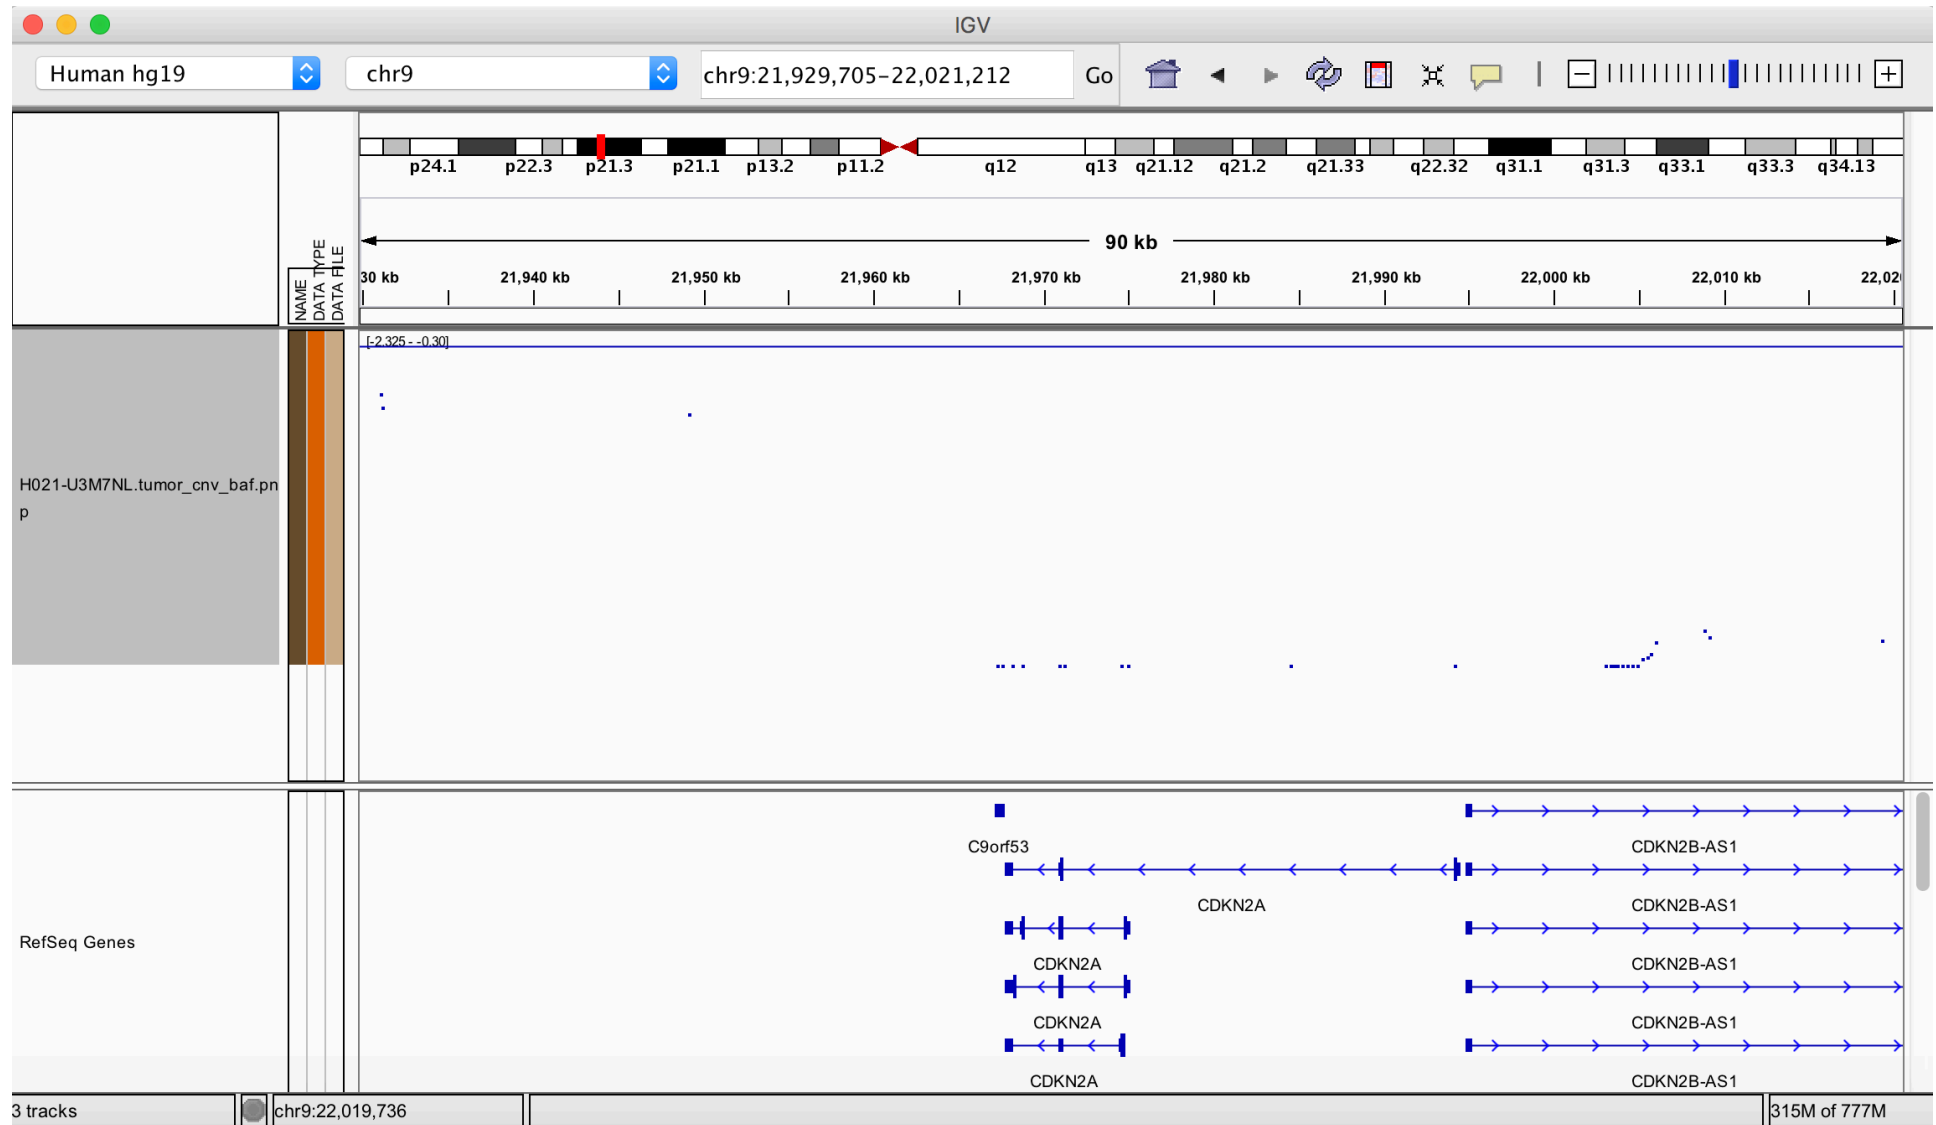 IGV
Human hg19 chr9 chr9:21,929,705-22,021,212 Go
p24.1 p22.3 p21.3 p21.1 p13.2 p11.2 q12 q13 q21.12 q21.2 q21.33 q22.32 q31.1 q31.3 q33.1 q33.3 q34.13
90 kb
NAME
DATA TYPE
DATA FILE
30 kb 21,940 kb 21,950 kb 21,960 kb 21,970 kb 21,980 kb 21,990 kb 22,000 kb 22,010 kb 22,02
[-2.325 - -0.30]
H021-U3M7NL.tumor_cnv_baf.pn
p
C9orf53 CDKN2B-AS1
CDKN2A CDKN2B-AS1
RefSeq Genes
CDKN2A CDKN2B-AS1
CDKN2A CDKN2B-AS1
CDKN2A CDKN2B-AS1
3 tracks chr9:22,019,736 315M of 777M